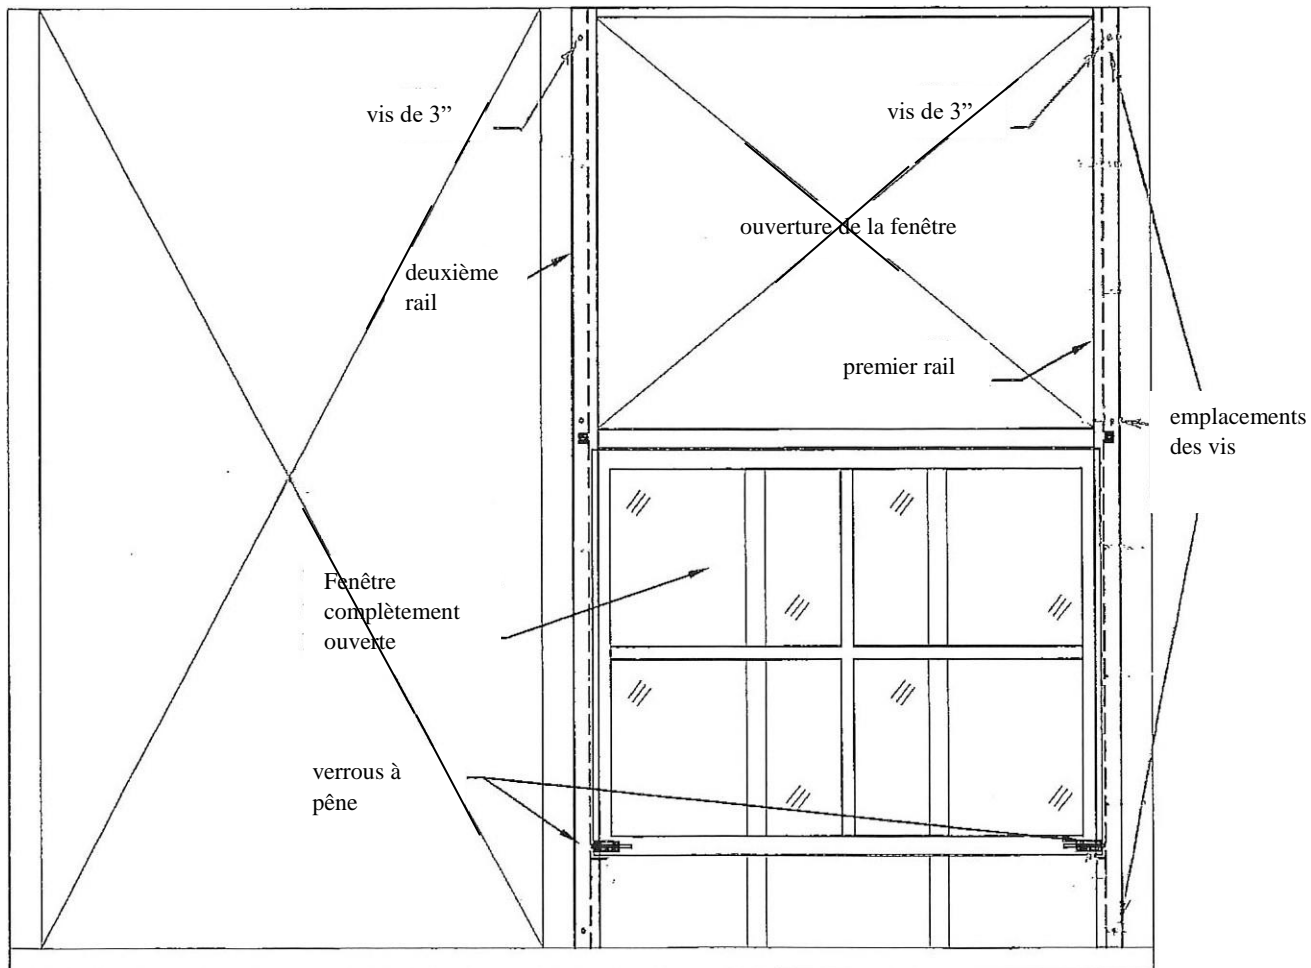 vis de 3”
vis de 3”
ouverture de la fenêtre
deuxième
rail
premier rail
emplacements
des vis
Fenêtre
complètement
ouverte
verrous à
pêne